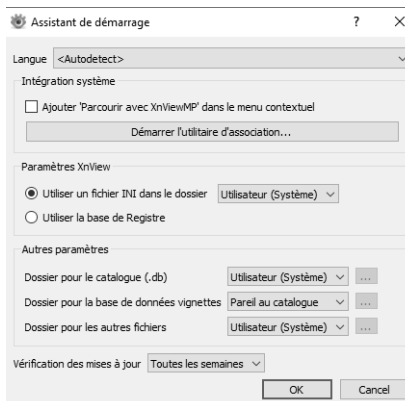 Assistant de démarrage ? X
Langue <Autodetect>
Intégration système
Ajouter 'Parcourir avec XnViewMP' dans le menu contextuel
Démarrer l'utilitaire d'association...
Paramètres XnView
Utiliser un fichier INI dans le dossier Utilisateur (Système)
Utiliser la base de Registre
Autres paramètres
Dossier pour le catalogue (.db) Utilisateur (Système) ...
Dossier pour la base de données vignettes Pareil au catalogue ...
Dossier pour les autres fichiers Utilisateur (Système) ...
Vérification des mises à jour Toutes les semaines
OK Cancel